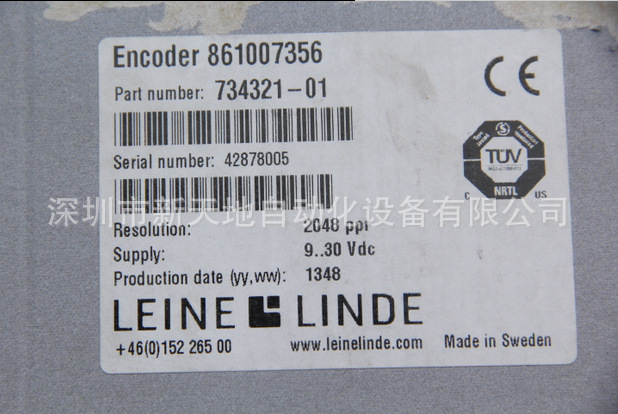 Encoder 861007356
Part number: 734321-01
CE
Serial number: 42878005
TÜV
NRTL
C US
深圳市新天地自动化设备有限公司
Resolution: 2048 ppr
Supply: 9..30 Vdc
Production date (yy,ww): 1348
LEINE LINDE
+46(0)152 265 00 www.leinelinde.com Made in Sweden